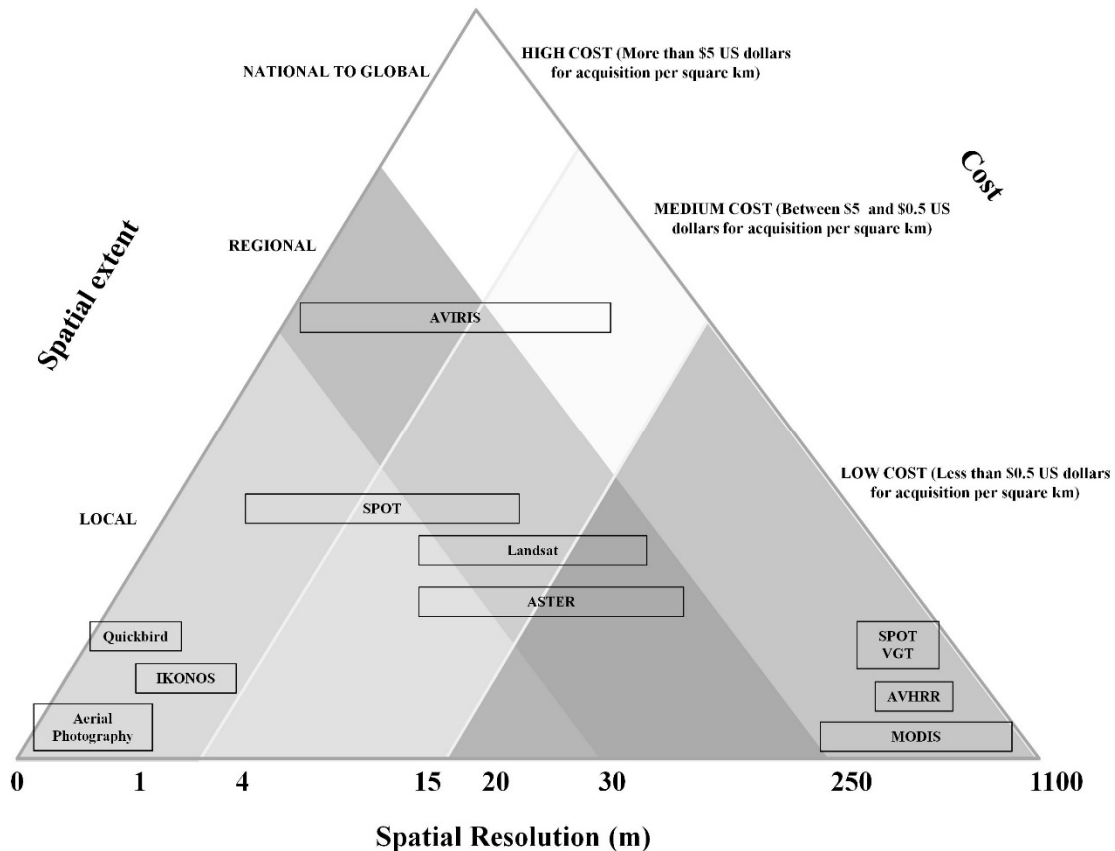 HIGH COST (More than $5 US dollars
for acquisition per square km)
NATIONAL TO GLOBAL
Cost
MEDIUM COST (Between $5 and $0.5 US
dollars for acquisition per square km)
REGIONAL
Spatial extent
AVIRIS
LOW COST (Less than $0.5 US dollars
for acquisition per square km)
SPOT
LOCAL
Landsat
ASTER
Quickbird
SPOT
VGT
IKONOS
AVHRR
Aerial
Photography
MODIS
0 1 4 15 20 30 250 1100
Spatial Resolution (m)